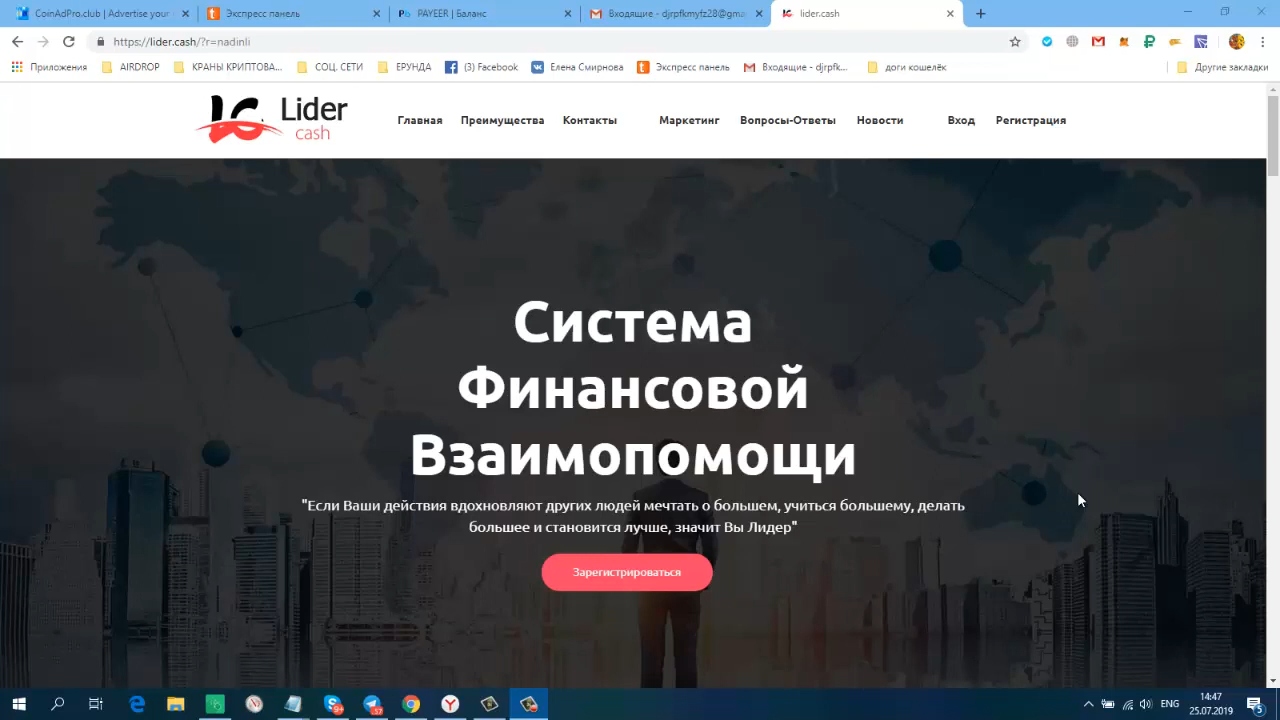 CoinAdPro.club | Advertise your
Экспресс панель
PAYEER | Баланс
Входящие - djrpfkmyfz28@gma
lider.cash
https://lider.cash/?r=nadinli
Приложения
AIRDROP
КРАНЫ КРИПТОВА...
СОЦ. СЕТИ
ЕРУНДА
(3) Facebook
Елена Смирнова
Экспресс панель
Входящие - djrpfk...
доги кошелёк
Другие закладки
Lider
cash
Главная
Преимущества
Контакты
Маркетинг
Вопросы-Ответы
Новости
Вход
Регистрация
Система
Финансовой
Взаимопомощи
"Если Ваши действия вдохновляют других людей мечтать о большем, учиться большему, делать
большее и становится лучше, значит Вы Лидер"
Зарегистрироваться
ENG
14:47
25.07.2019